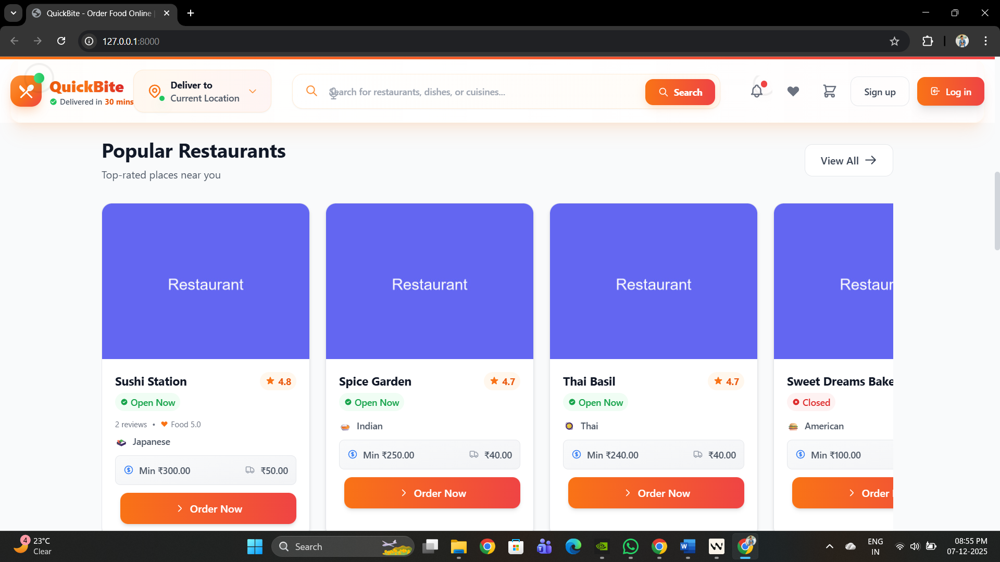 QuickBite - Order Food Online |
127.0.0.1:8000
QuickBite
Delivered in 30 mins
Deliver to
Current Location
Search for restaurants, dishes, or cuisines...
Search
Sign up
Log in
Popular Restaurants
Top-rated places near you
View All
Restaurant
Restaurant
Restaurant
Restaur
Sushi Station
4.8
Open Now
2 reviews • Food 5.0
Japanese
Min ₹300.00
₹50.00
Order Now
Spice Garden
4.7
Open Now
Indian
Min ₹250.00
₹40.00
Order Now
Thai Basil
4.7
Open Now
Thai
Min ₹240.00
₹40.00
Order Now
Sweet Dreams Bake
Closed
American
Min ₹100.00
Order
4
23°C
Clear
Search
ENG
IN
08:55 PM
07-12-2025